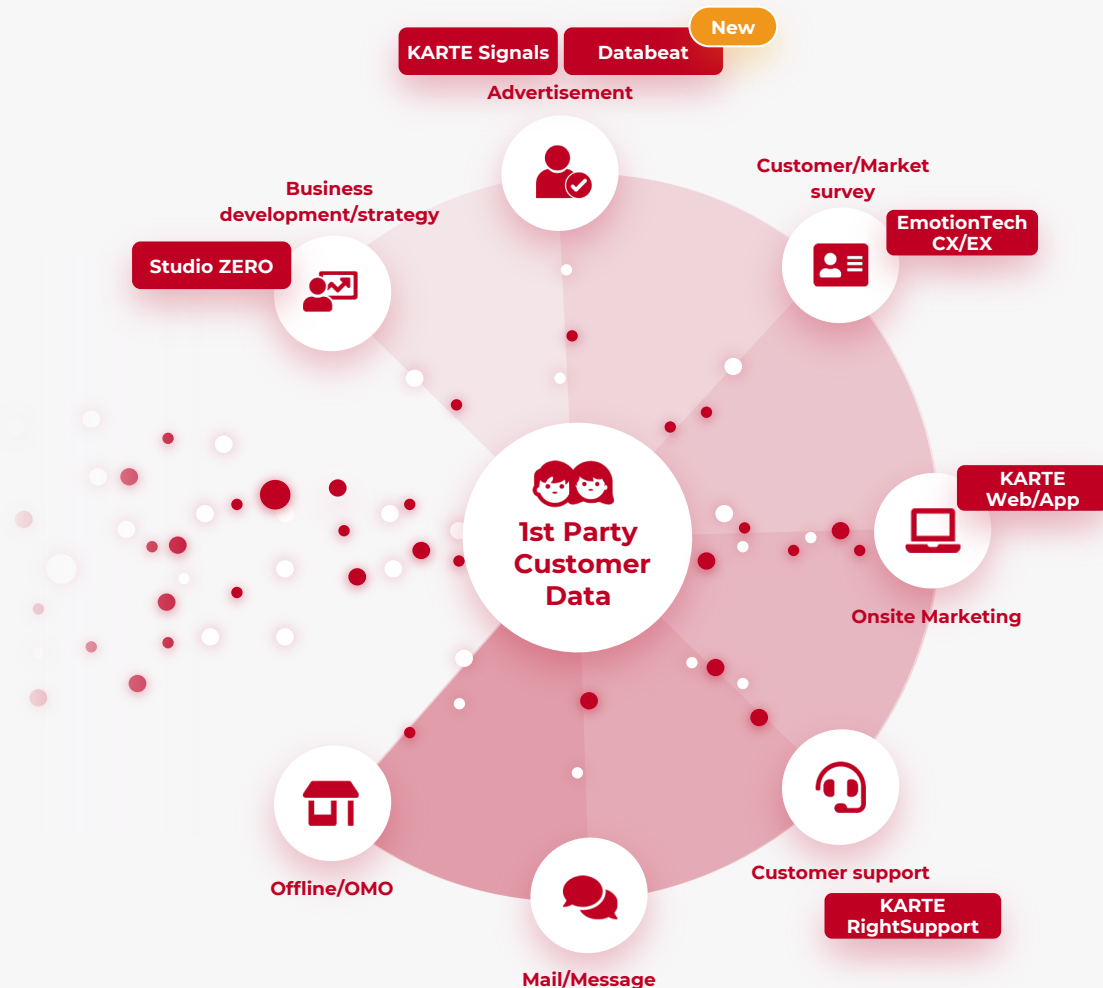 New
KARTE Signals
Databeat
Advertisement
Customer/Market
survey
EmotionTech
CX/EX
Business
development/strategy
Studio ZERO
1st Party
Customer
Data
KARTE
Web/App
Onsite Marketing
Customer support
KARTE
RightSupport
Offline/OMO
Mail/Message